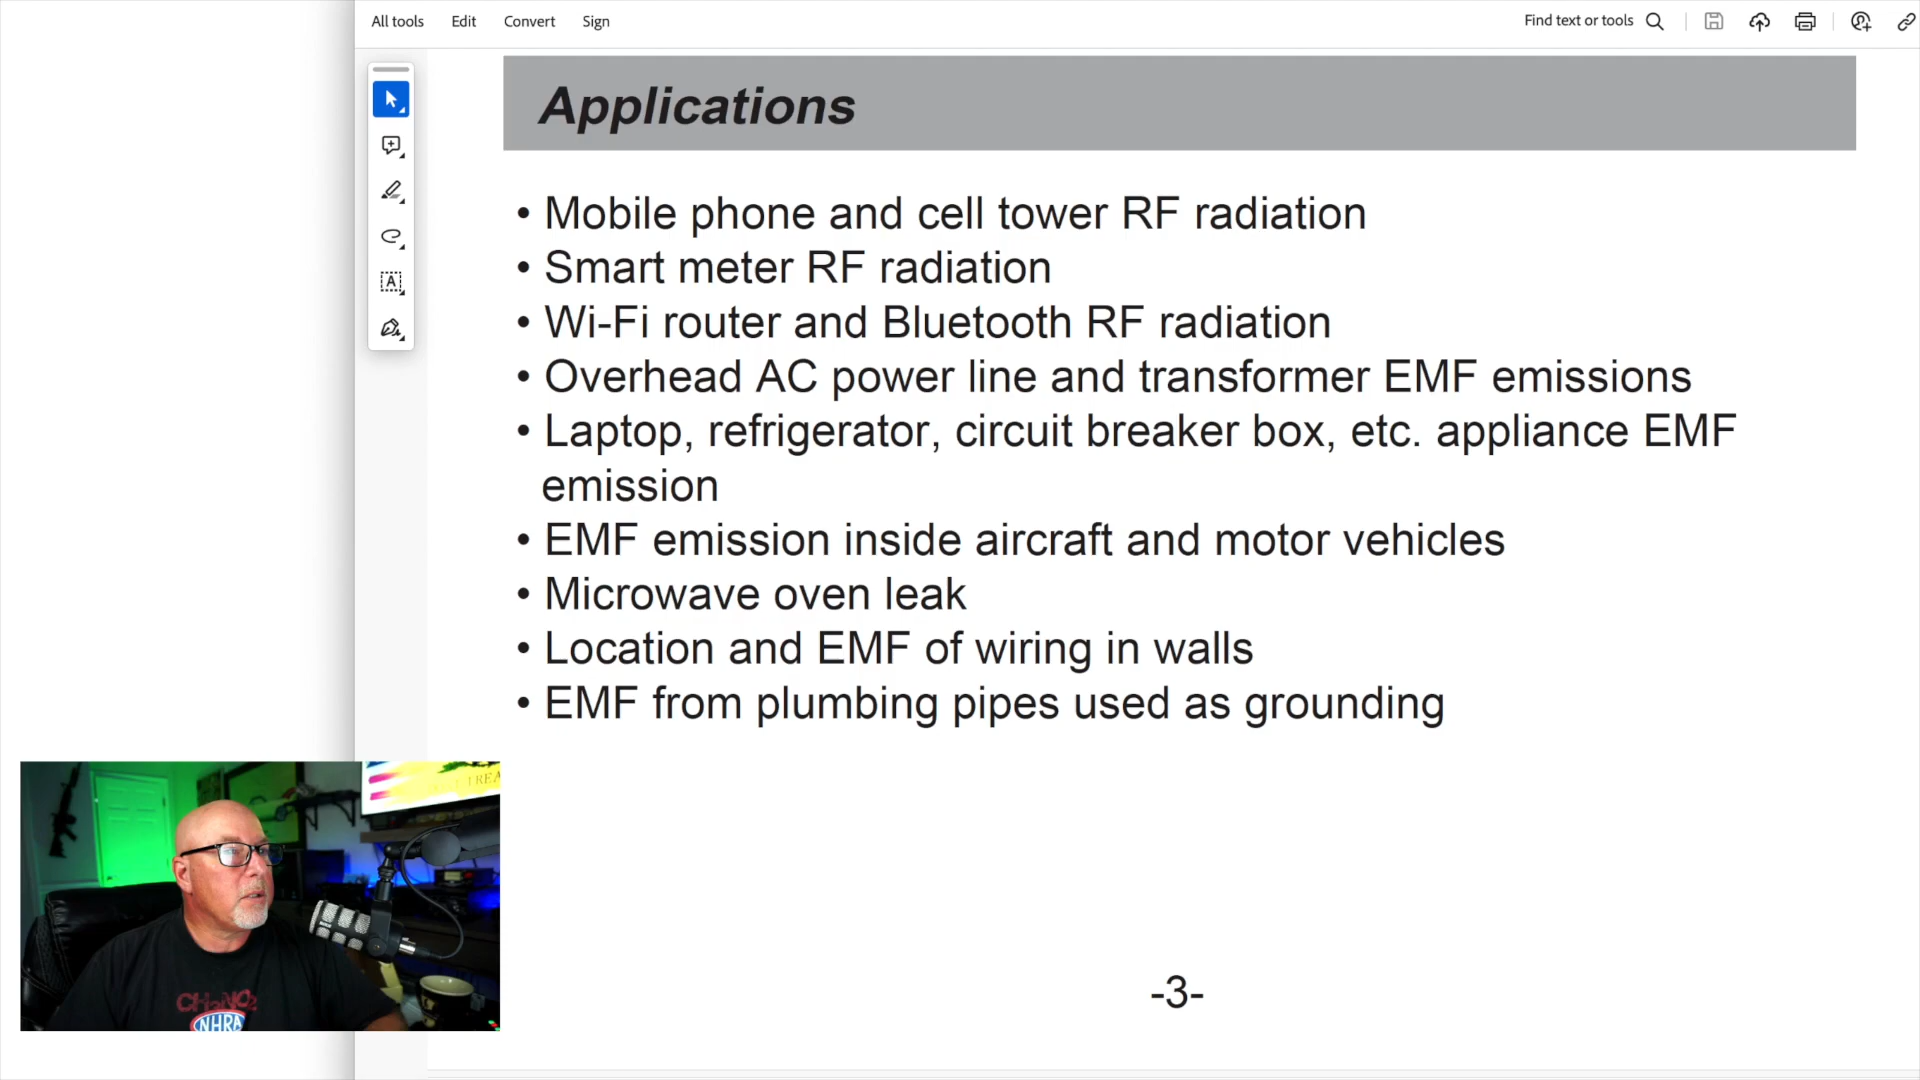 All tools Edit Convert Sign Find text or tools
Applications
• Mobile phone and cell tower RF radiation
• Smart meter RF radiation
• Wi-Fi router and Bluetooth RF radiation
• Overhead AC power line and transformer EMF emissions
• Laptop, refrigerator, circuit breaker box, etc. appliance EMF
emission
• EMF emission inside aircraft and motor vehicles
• Microwave oven leak
• Location and EMF of wiring in walls
• EMF from plumbing pipes used as grounding
CH3NO2
NHRA
-3-